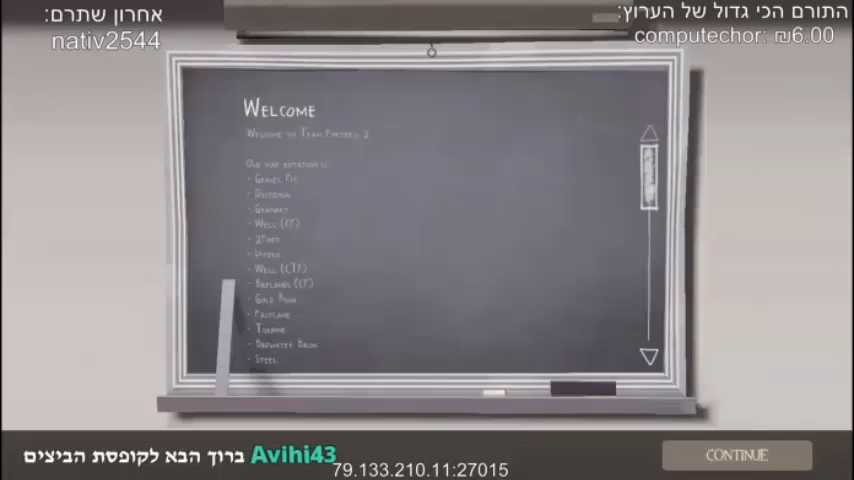 אחרון שתרם:
nativ2544
התורם הכי גדול של הערוץ:
computechor: ₪6.00
WELCOME
WELCOME TO TEAM FORTRESS 2
OUR MAP ROTATION IS:
- GRAVEL PIT
- DUSTBOWL
- GRANARY
- WELL (CP)
- 2FORT
- HYDRO
- WELL (CTF)
- BADLANDS (CP)
- GOLD RUSH
- FASTLANE
- TURBINE
- BADWATER BASIN
- STEEL
ברוך הבא לקופסת הביצים Avihi43
79.133.210.11:27015
CONTINUE